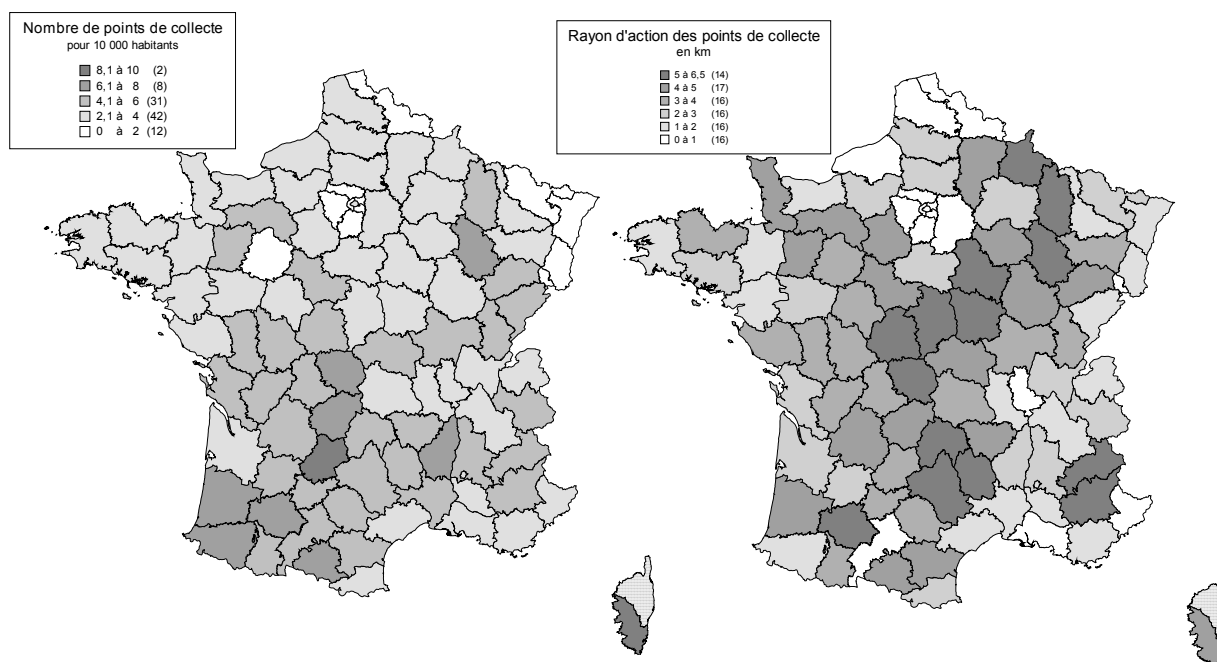 Nombre de points de collecte
pour 10 000 habitants
8,1 à 10 (2)
6,1 à 8 (8)
4,1 à 6 (31)
2,1 à 4 (42)
0 à 2 (12)
Rayon d'action des points de collecte
en km
5 à 6,5 (14)
4 à 5 (17)
3 à 4 (16)
2 à 3 (16)
1 à 2 (16)
0 à 1 (16)